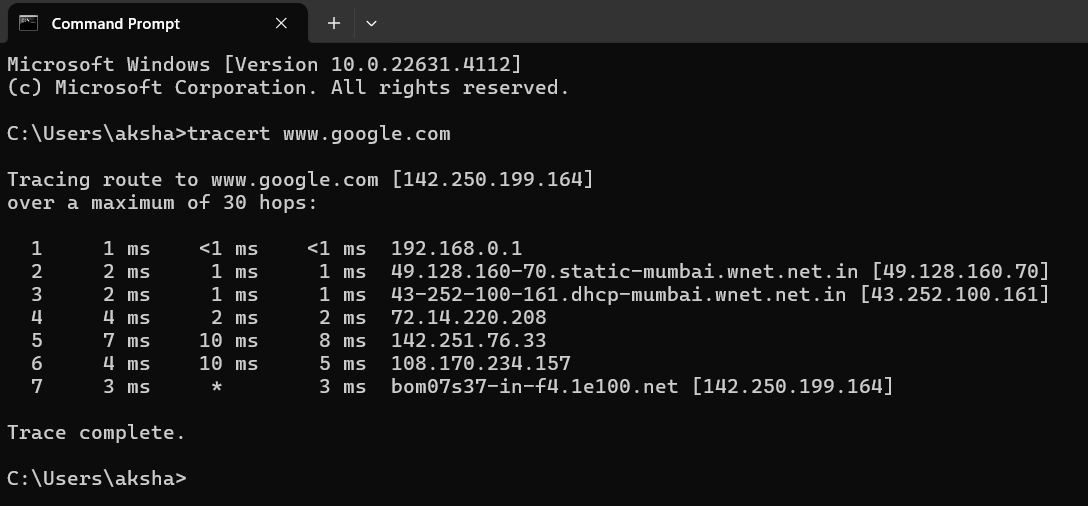 Command Prompt
Microsoft Windows [Version 10.0.22631.4112]
(c) Microsoft Corporation. All rights reserved.
C:\Users\aksha>tracert www.google.com
Tracing route to www.google.com [142.250.199.164]
over a maximum of 30 hops:
1 1 ms <1 ms <1 ms 192.168.0.1
2 2 ms 1 ms 1 ms 49.128.160-70.static-mumbai.wnet.net.in [49.128.160.70]
3 2 ms 1 ms 1 ms 43-252-100-161.dhcp-mumbai.wnet.net.in [43.252.100.161]
4 4 ms 2 ms 2 ms 72.14.220.208
5 7 ms 10 ms 8 ms 142.251.76.33
6 4 ms 10 ms 5 ms 108.170.234.157
7 3 ms * 3 ms bom07s37-in-f4.1e100.net [142.250.199.164]
Trace complete.
C:\Users\aksha>